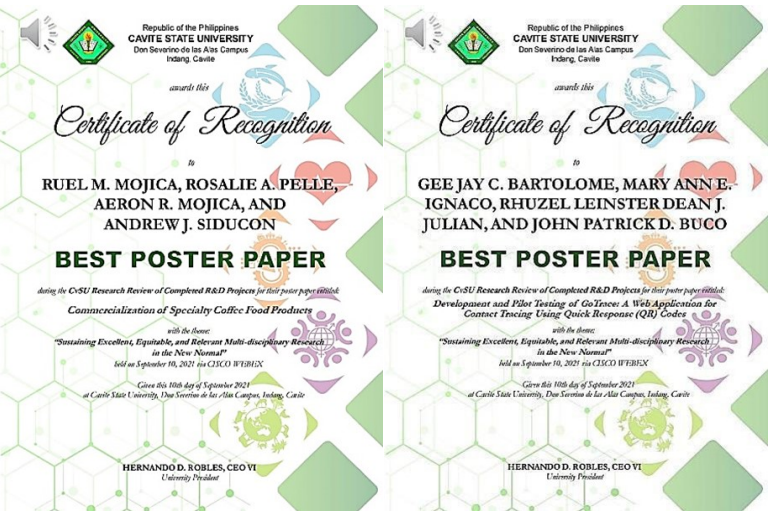 Republic of the Philippines
CAVITE STATE UNIVERSITY
Don Severino de las Alas Campus
Indang, Cavite
awards this
Certificate of Recognition
to
RUEL M. MOJICA, ROSALIE A. PELLE,
AERON R. MOJICA, AND
ANDREW J. SIDUCON
BEST POSTER PAPER
during the CvSU Research Review of Completed R&D Projects for their poster paper entitled:
Commercialization of Specialty Coffee Food Products
with the theme:
"Sustaining Excellent, Equitable, and Relevant Multi-disciplinary Research
in the New Normal"
held on September 10, 2021 via CISCO WEBEX
Given this 10th day of September 2021
at Cavite State University, Don Severino de las Alas Campus, Indang, Cavite
HERNANDO D. ROBLES, CEO VI
University President
Republic of the Philippines
CAVITE STATE UNIVERSITY
Don Severino de las Alas Campus
Indang, Cavite
awards this
Certificate of Recognition
to
GEE JAY C. BARTOLOME, MARY ANN E.
IGNACO, RHUZEL LEINSTER DEAN J.
JULIAN, AND JOHN PATRICK D. BUCO
BEST POSTER PAPER
during the CvSU Research Review of Completed R&D Projects for their poster paper entitled:
Development and Pilot Testing of GoTrace: A Web Application for
Contact Tracing Using Quick Response (QR) Codes
with the theme:
"Sustaining Excellent, Equitable, and Relevant Multi-disciplinary Research
in the New Normal"
held on September 10, 2021 via CISCO WEBEX
Given this 10th day of September 2021
at Cavite State University, Don Severino de las Alas Campus, Indang, Cavite
HERNANDO D. ROBLES, CEO VI
University President